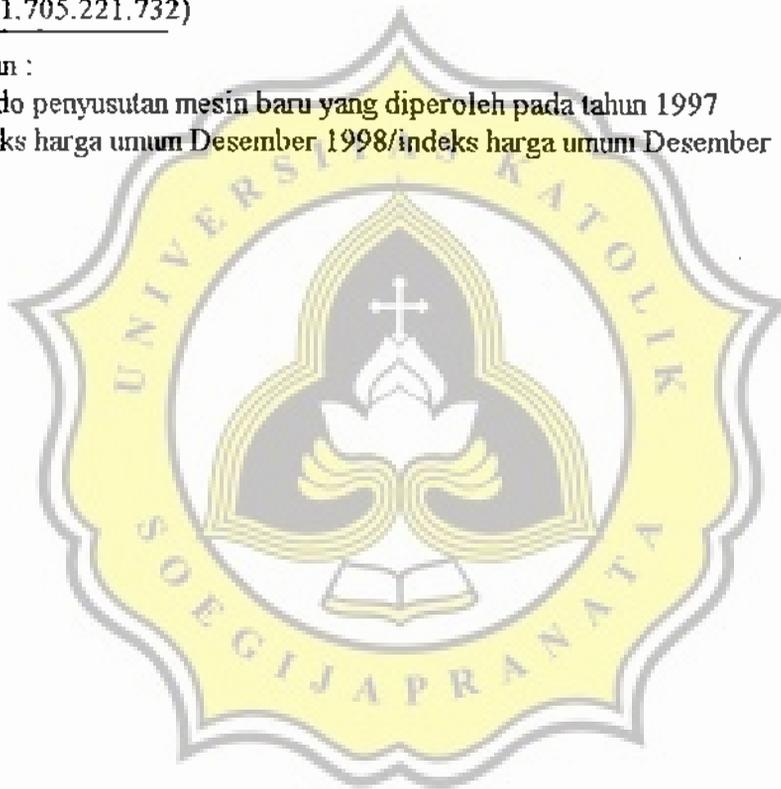 1.705.221.732)
n :
do penyusutan mesin baru yang diperoleh pada tahun 1997
ks harga umum Desember 1998/indeks harga umum Desember
UNIVERSITAS KATOLIK
SOEGIJAPRANATA